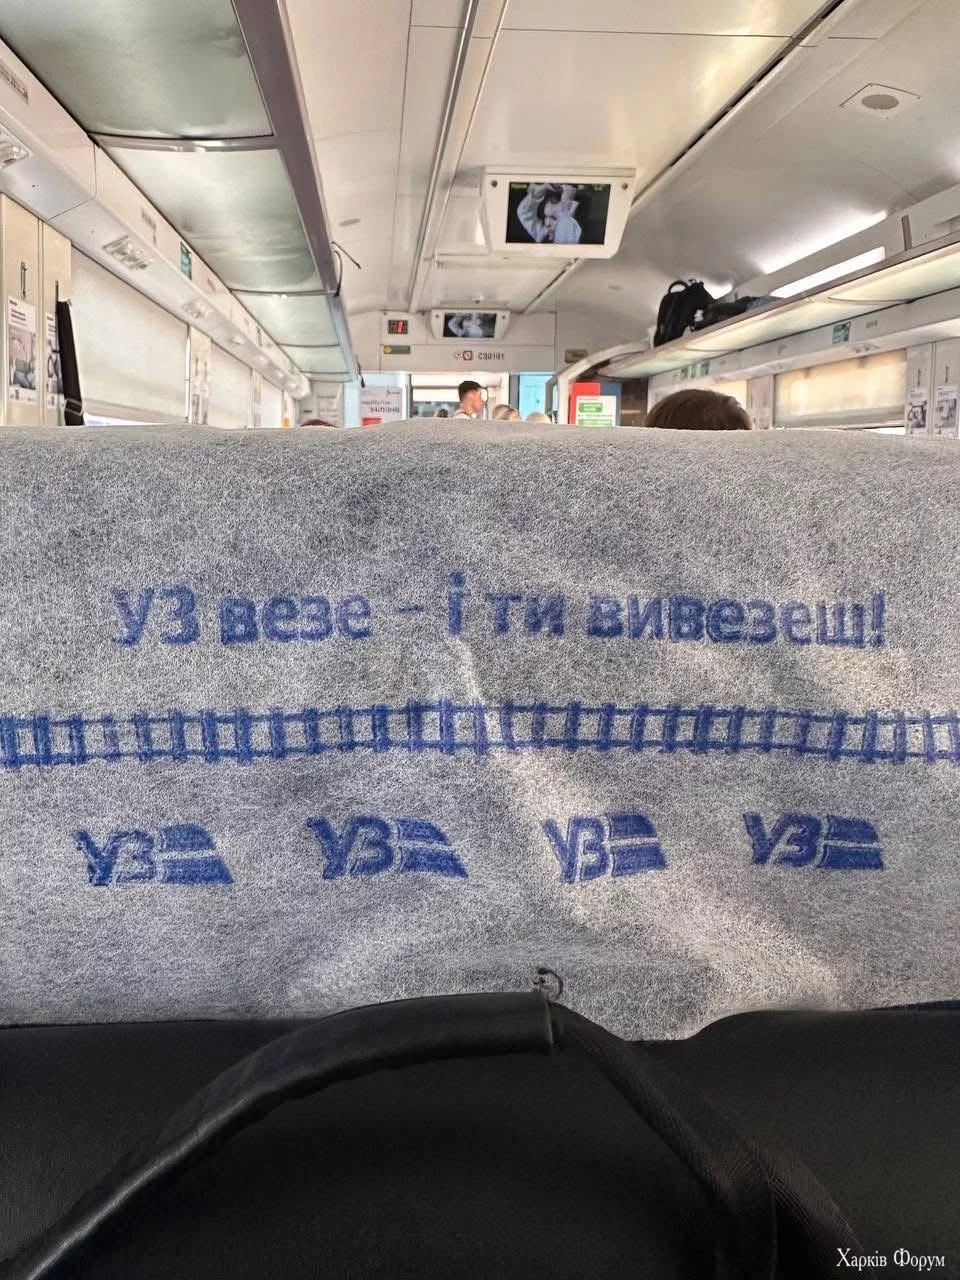 УЗ везе - і ти вивезеш!
УЗ УЗ УЗ УЗ
Харків Форум